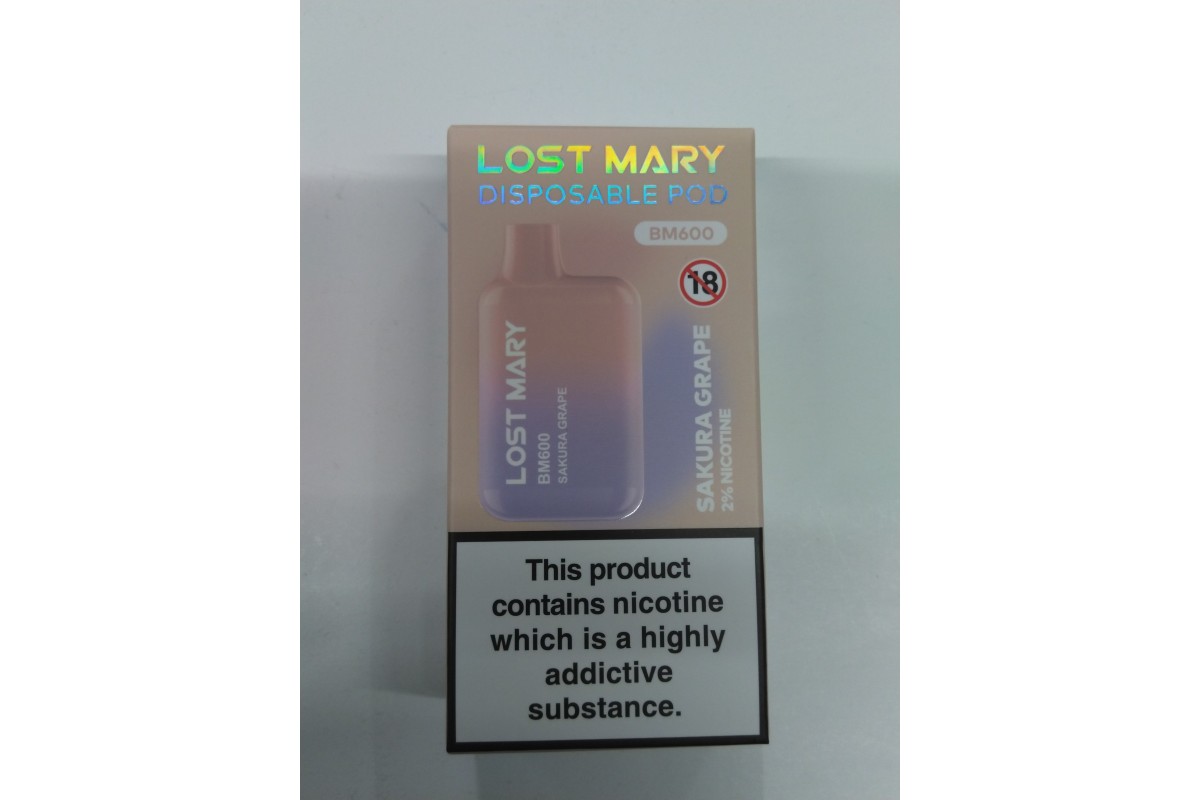 LOST MARY
DISPOSABLE POD
BM600
18
SAKURA GRAPE
2% NICOTINE
LOST MARY
BM600
SAKURA GRAPE
This product
contains nicotine
which is a highly
addictive
substance.